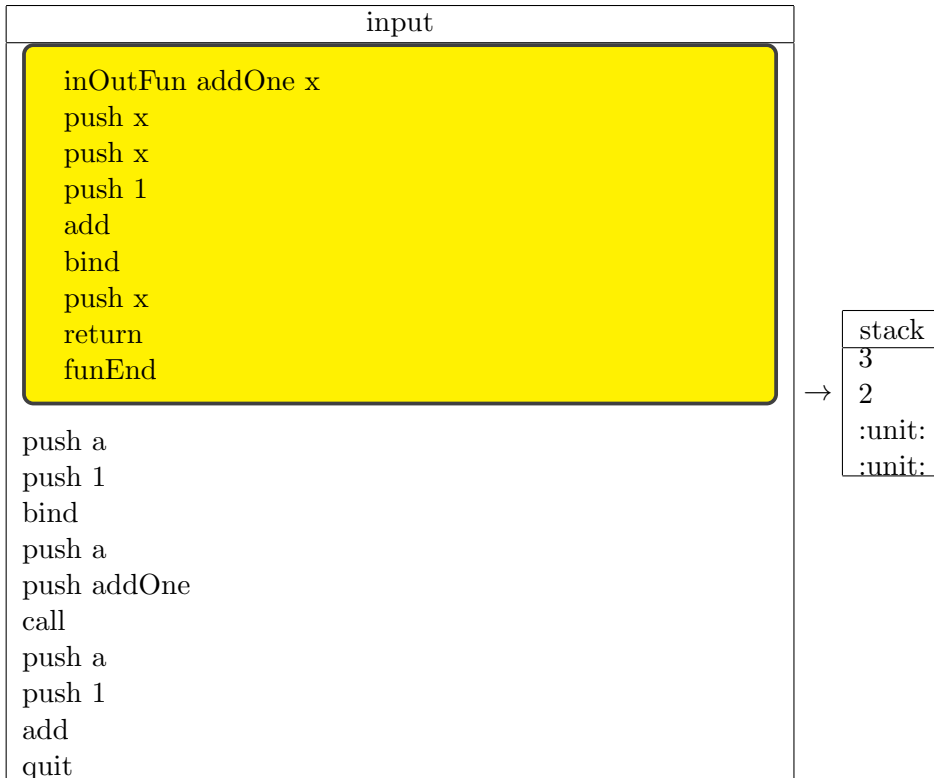 input
inOutFun addOne x
push x
push x
push 1
add
bind
push x
return
funEnd
push a
push 1
bind
push a
push addOne
call
push a
push 1
add
quit
→
stack
3
2
:unit:
:unit: